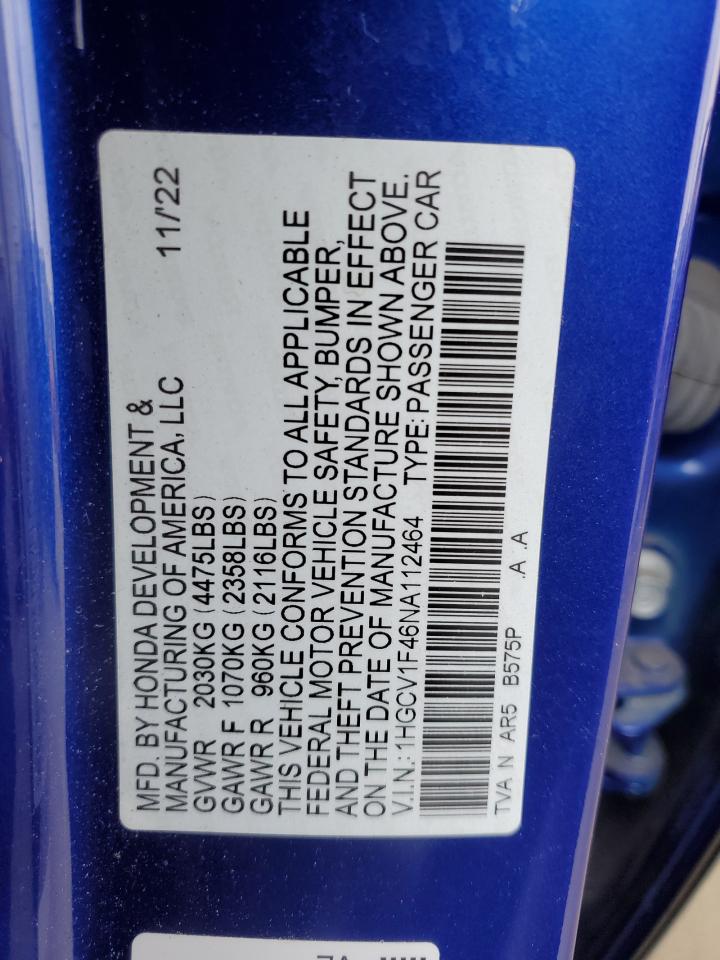 MFD. BY HONDA DEVELOPMENT & 11/'22
MANUFACTURING OF AMERICA, LLC
GVWR 2030KG (4475LBS)
GAWR F 1070KG (2358LBS)
GAWR R 960KG (2116LBS)
THIS VEHICLE CONFORMS TO ALL APPLICABLE
FEDERAL MOTOR VEHICLE SAFETY, BUMPER,
AND THEFT PREVENTION STANDARDS IN EFFECT
ON THE DATE OF MANUFACTURE SHOWN ABOVE.
V.I.N.: 1HGCV1F46NA112464 TYPE: PASSENGER CAR
TVA N AR5 B575P .A .A